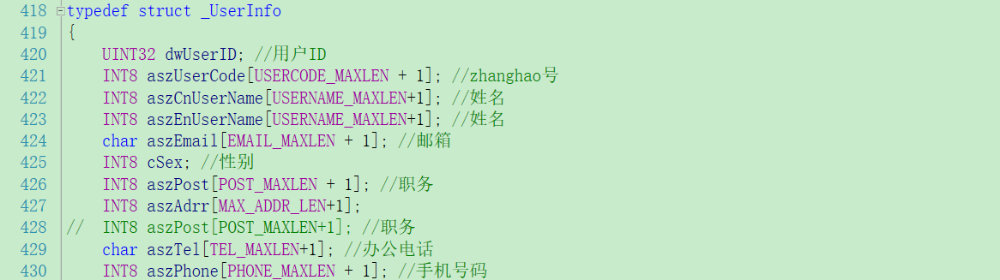 418 typedef struct _UserInfo
419 {
420 UINT32 dwUserID; //用户ID
421 INT8 aszUserCode[USERCODE_MAXLEN + 1]; //zhanghao号
422 INT8 aszCnUserName[USERNAME_MAXLEN+1]; //姓名
423 INT8 aszEnUserName[USERNAME_MAXLEN+1]; //姓名
424 char aszEmail[EMAIL_MAXLEN + 1]; //邮箱
425 INT8 cSex; //性别
426 INT8 aszPost[POST_MAXLEN + 1]; //职务
427 INT8 aszAdrr[MAX_ADDR_LEN+1];
428 // INT8 aszPost[POST_MAXLEN+1]; //职务
429 char aszTel[TEL_MAXLEN+1]; //办公电话
430 INT8 aszPhone[PHONE_MAXLEN + 1]; //手机号码